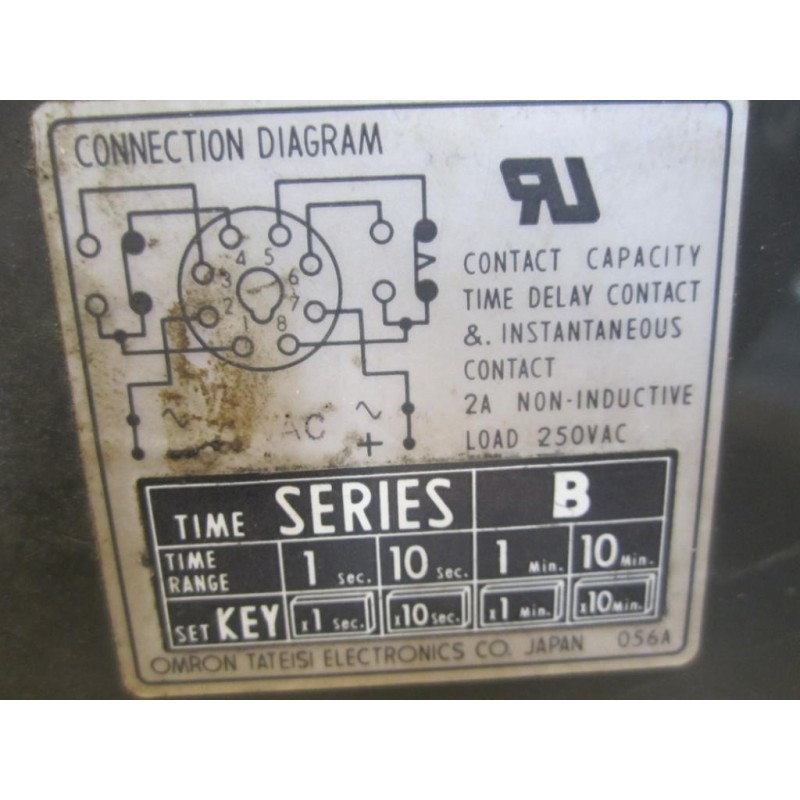 CONNECTION DIAGRAM
4 5
3 6
2 7
1 8
AC
~ ~
+
CONTACT CAPACITY
TIME DELAY CONTACT
&. INSTANTANEOUS
CONTACT
2A NON-INDUCTIVE
LOAD 250VAC
TIME SERIES B
TIME RANGE 1 Sec. 10 Sec. 1 Min. 10 Min.
SET KEY x1 Sec. x10 Sec. x1 Min. x10 Min.
OMRON TATEISI ELECTRONICS CO. JAPAN 056A